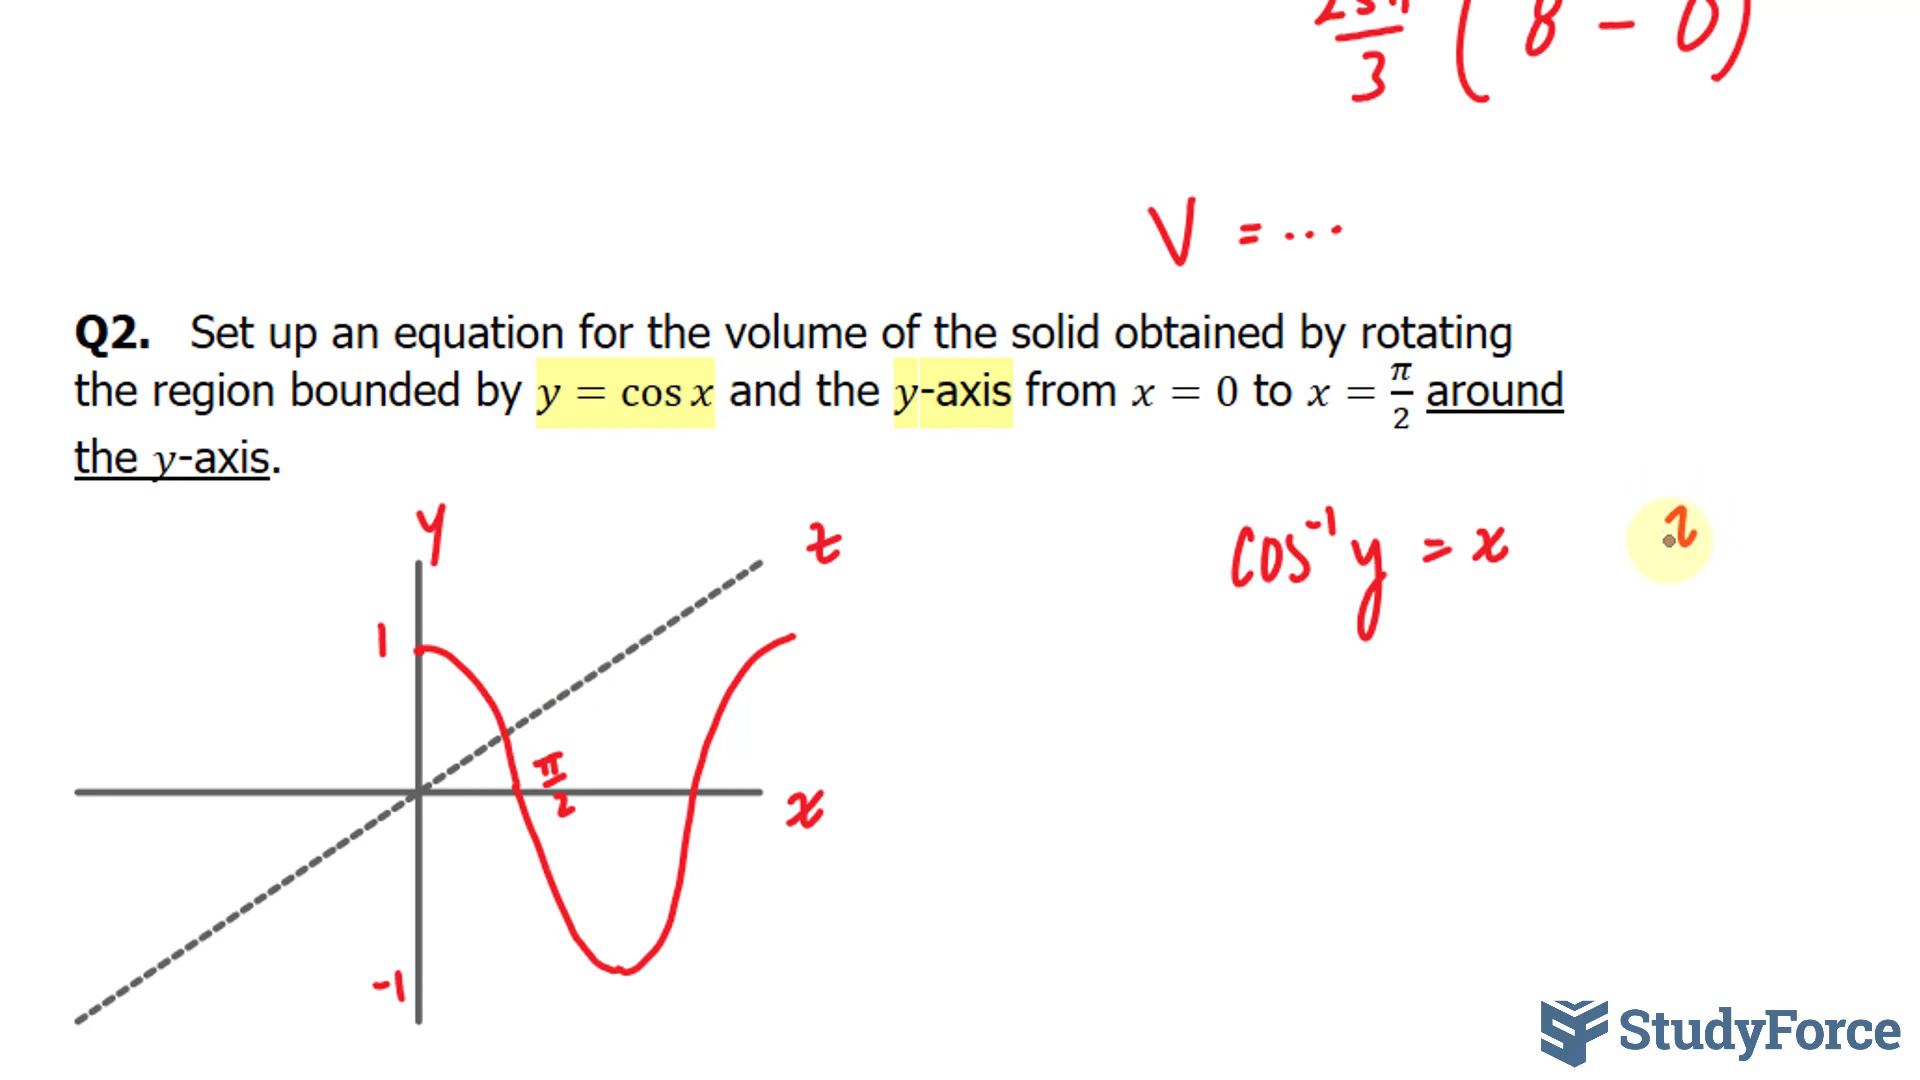 ( 8 - 0 )
3
V = ...
Q2. Set up an equation for the volume of the solid obtained by rotating
the region bounded by y = cos x and the y-axis from x = 0 to x = π/2 around
the y-axis.
y
z
cos⁻¹ y = x
1
π/2
x
-1
StudyForce